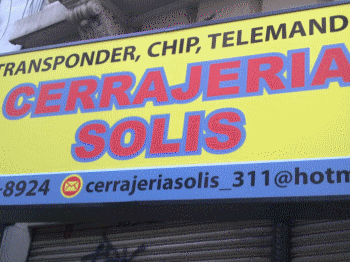 TRANSPONDER, CHIP, TELEMAND
CERRAJERIA
SOLIS
-8924 cerrajeriasolis_311@hotm